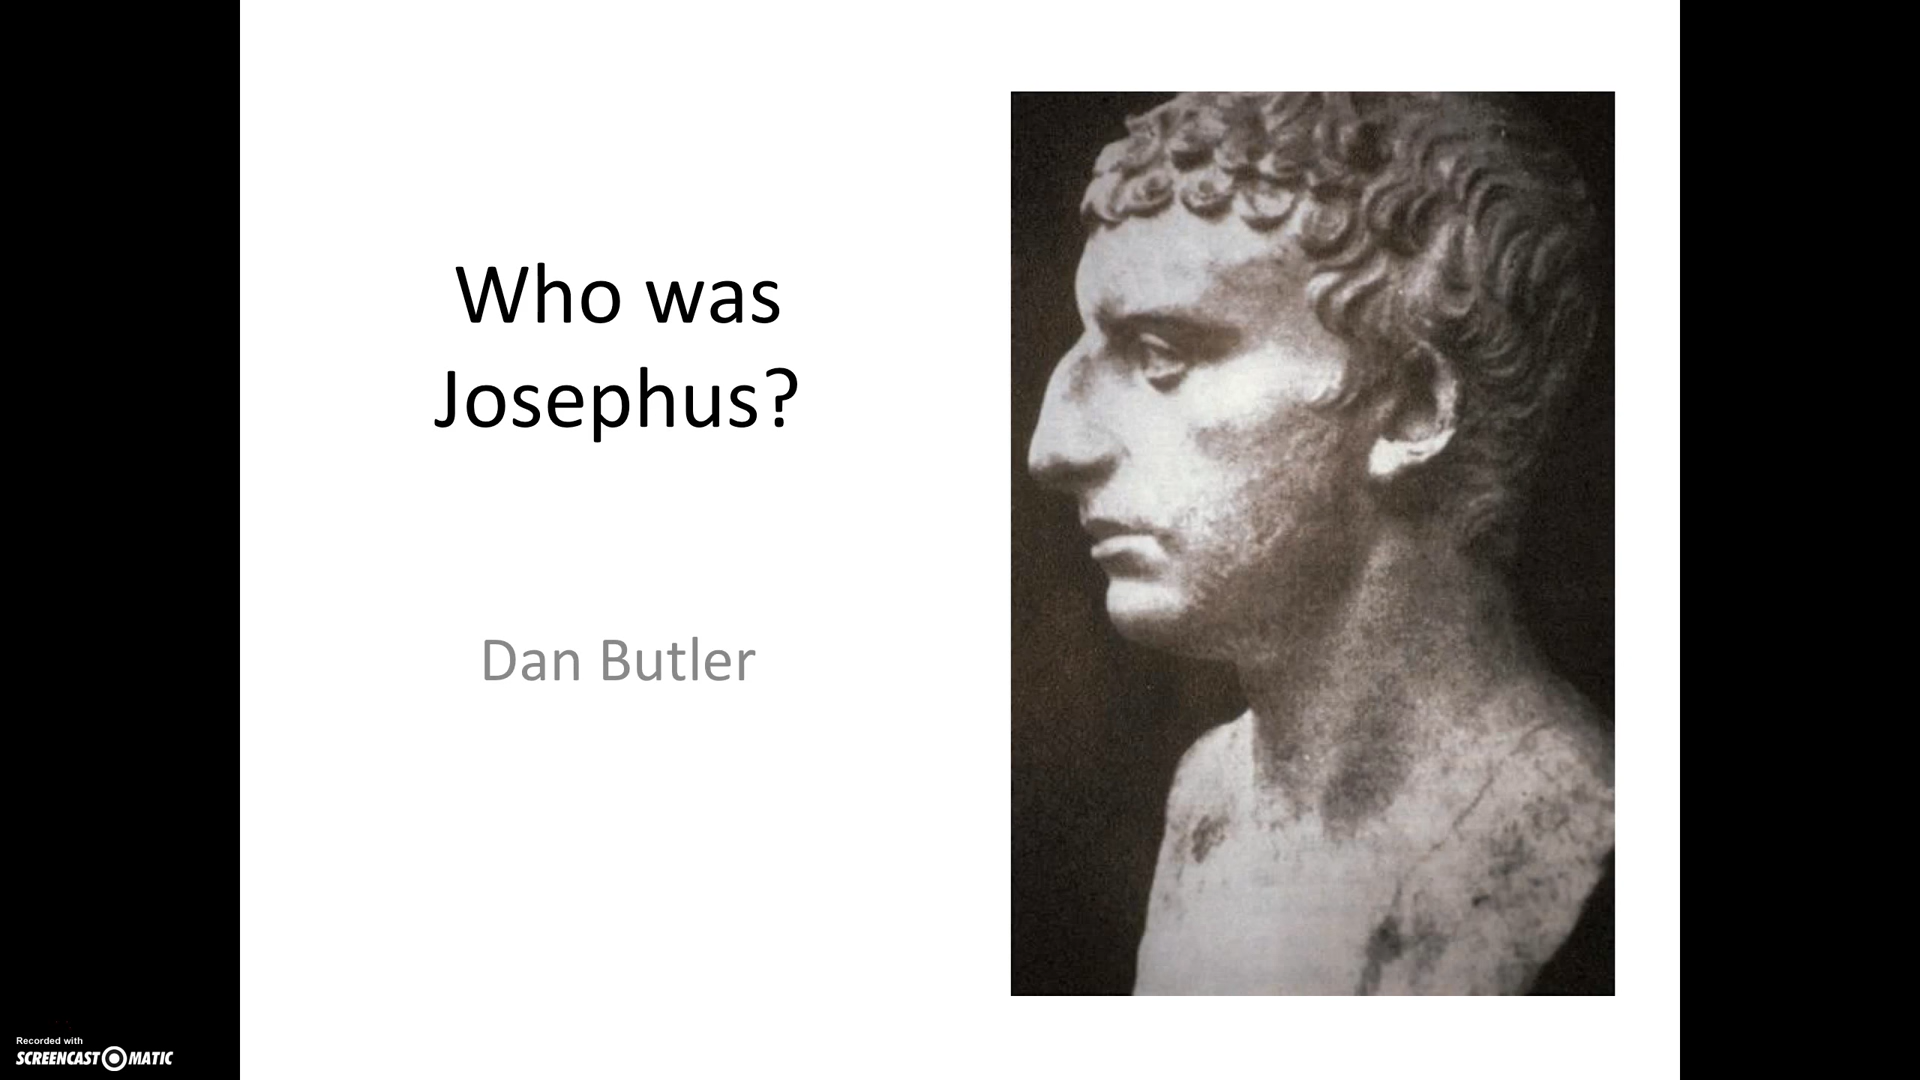 Who was
Josephus?
Dan Butler
Recorded with
SCREENCAST MATIC